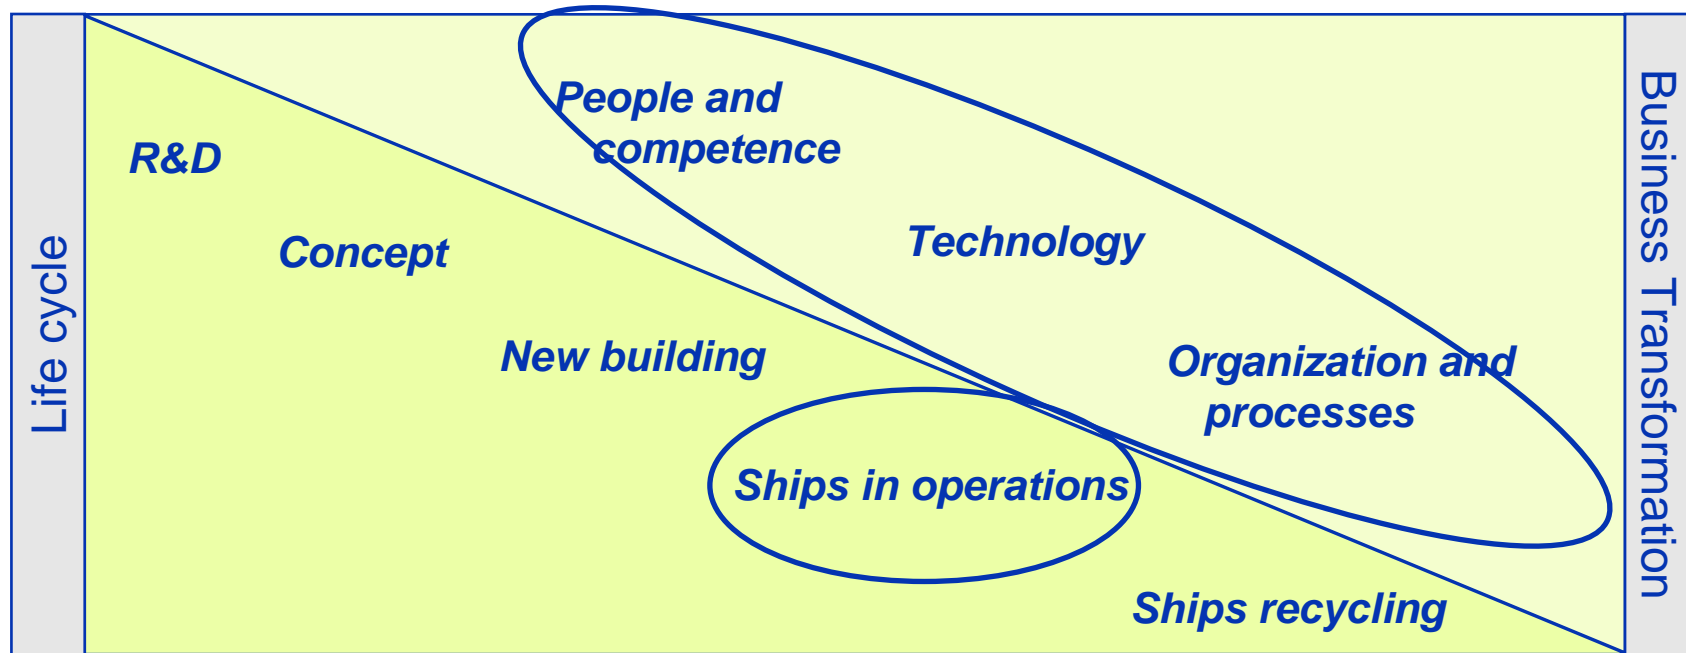 Life cycle
R&D
Concept
New building
Ships in operations
Ships recycling
People and
competence
Technology
Organization and
processes
Business Transformation